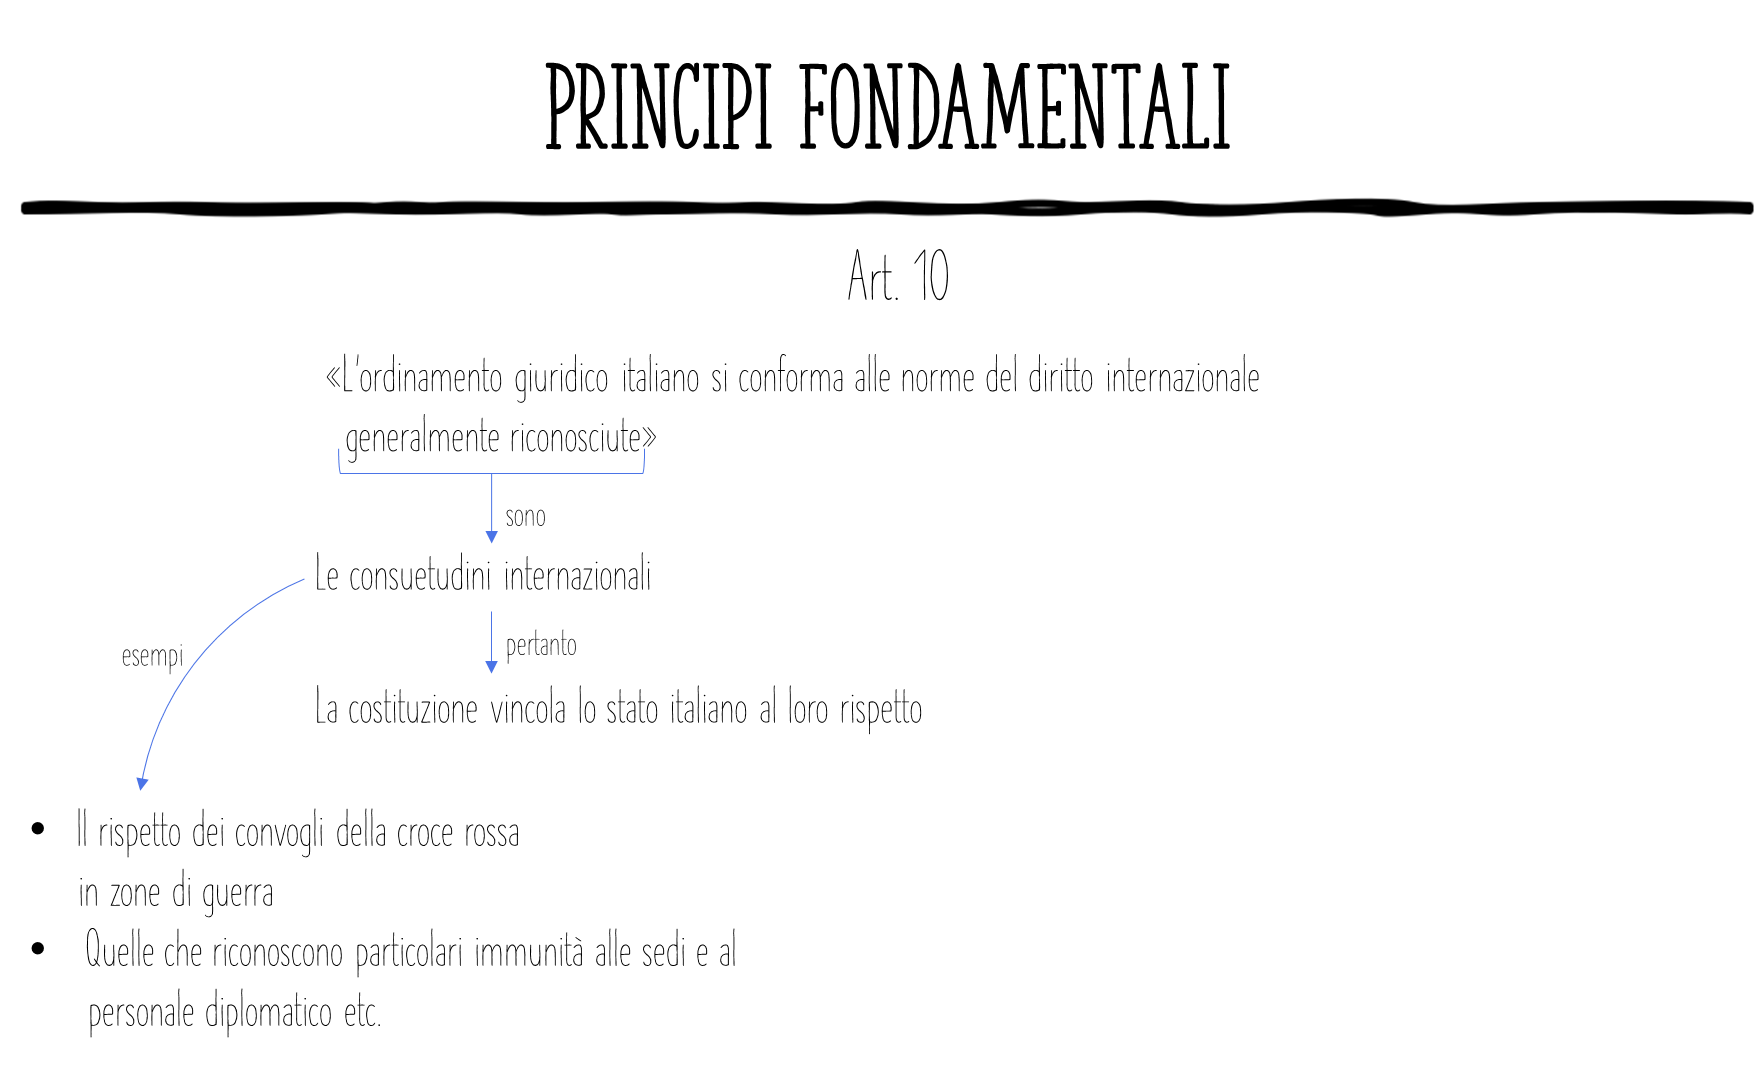 PRINCIPI FONDAMENTALI
Art. 10
«L'ordinamento giuridico italiano si conforma alle norme del diritto internazionale
generalmente riconosciute»
sono
Le consuetudini internazionali
esempi
pertanto
La costituzione vincola lo stato italiano al loro rispetto
• Il rispetto dei convogli della croce rossa
in zone di guerra
• Quelle che riconoscono particolari immunità alle sedi e al
personale diplomatico etc.